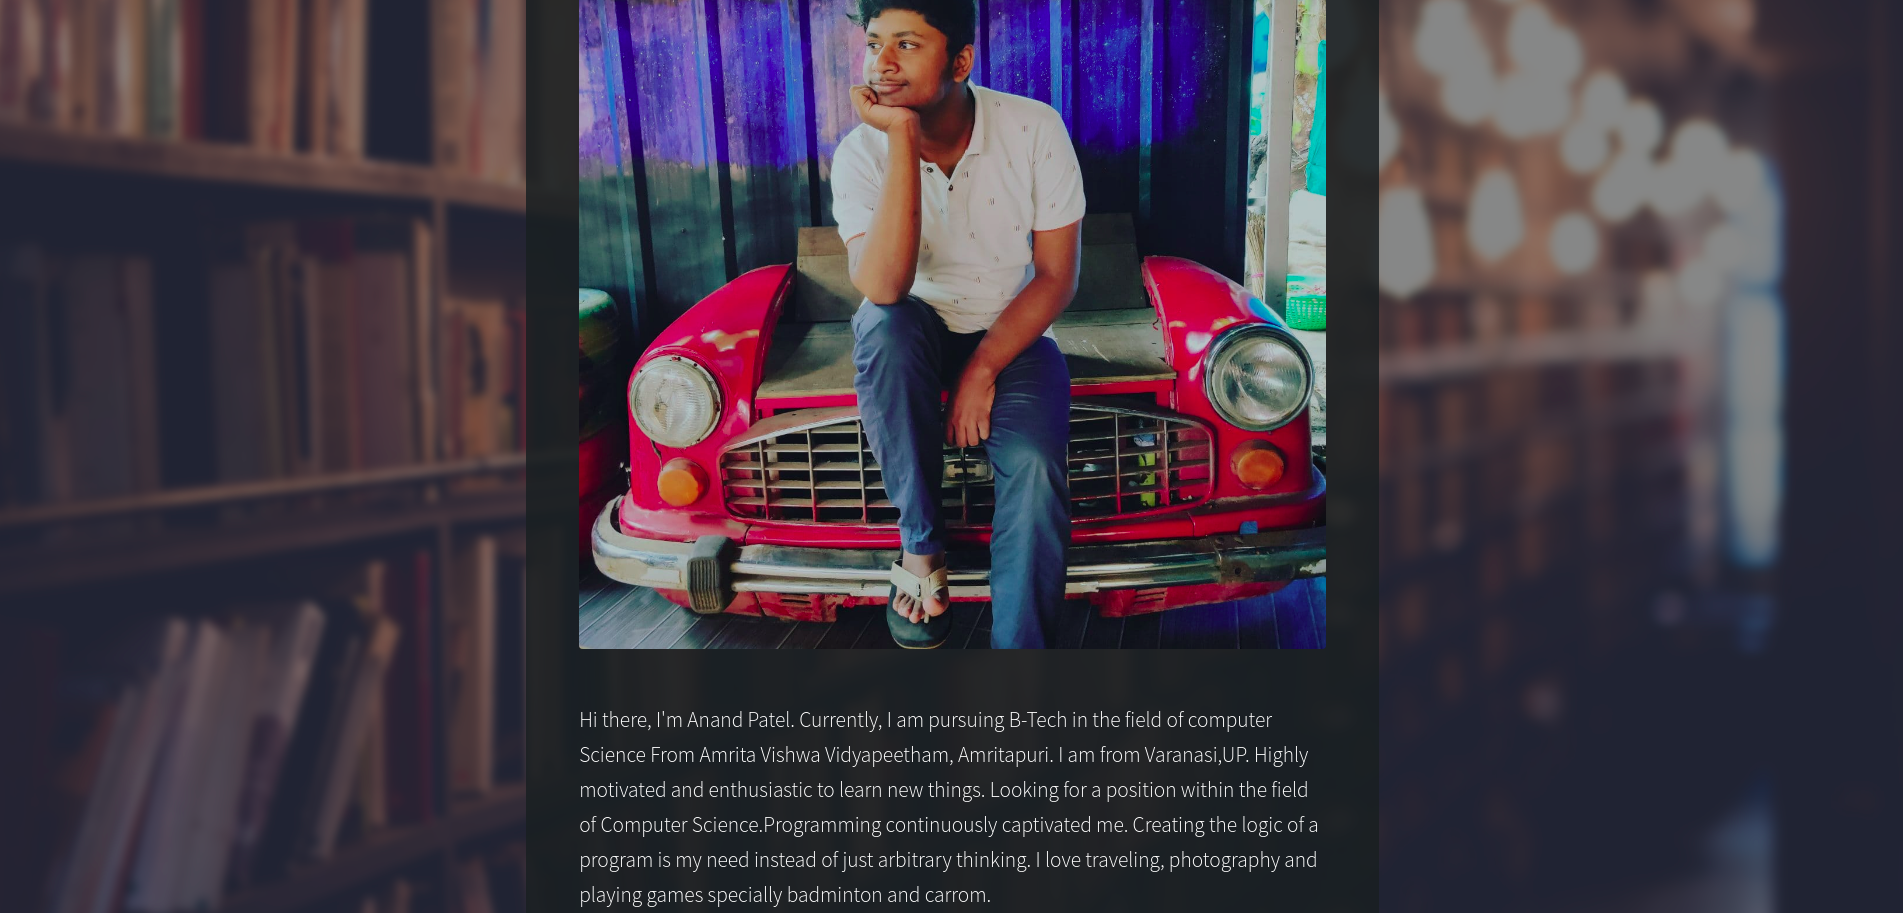 Hi there, I'm Anand Patel. Currently, I am pursuing B-Tech in the field of computer
Science From Amrita Vishwa Vidyapeetham, Amritapuri. I am from Varanasi,UP. Highly
motivated and enthusiastic to learn new things. Looking for a position within the field
of Computer Science.Programming continuously captivated me. Creating the logic of a
program is my need instead of just arbitrary thinking. I love traveling, photography and
playing games specially badminton and carrom.